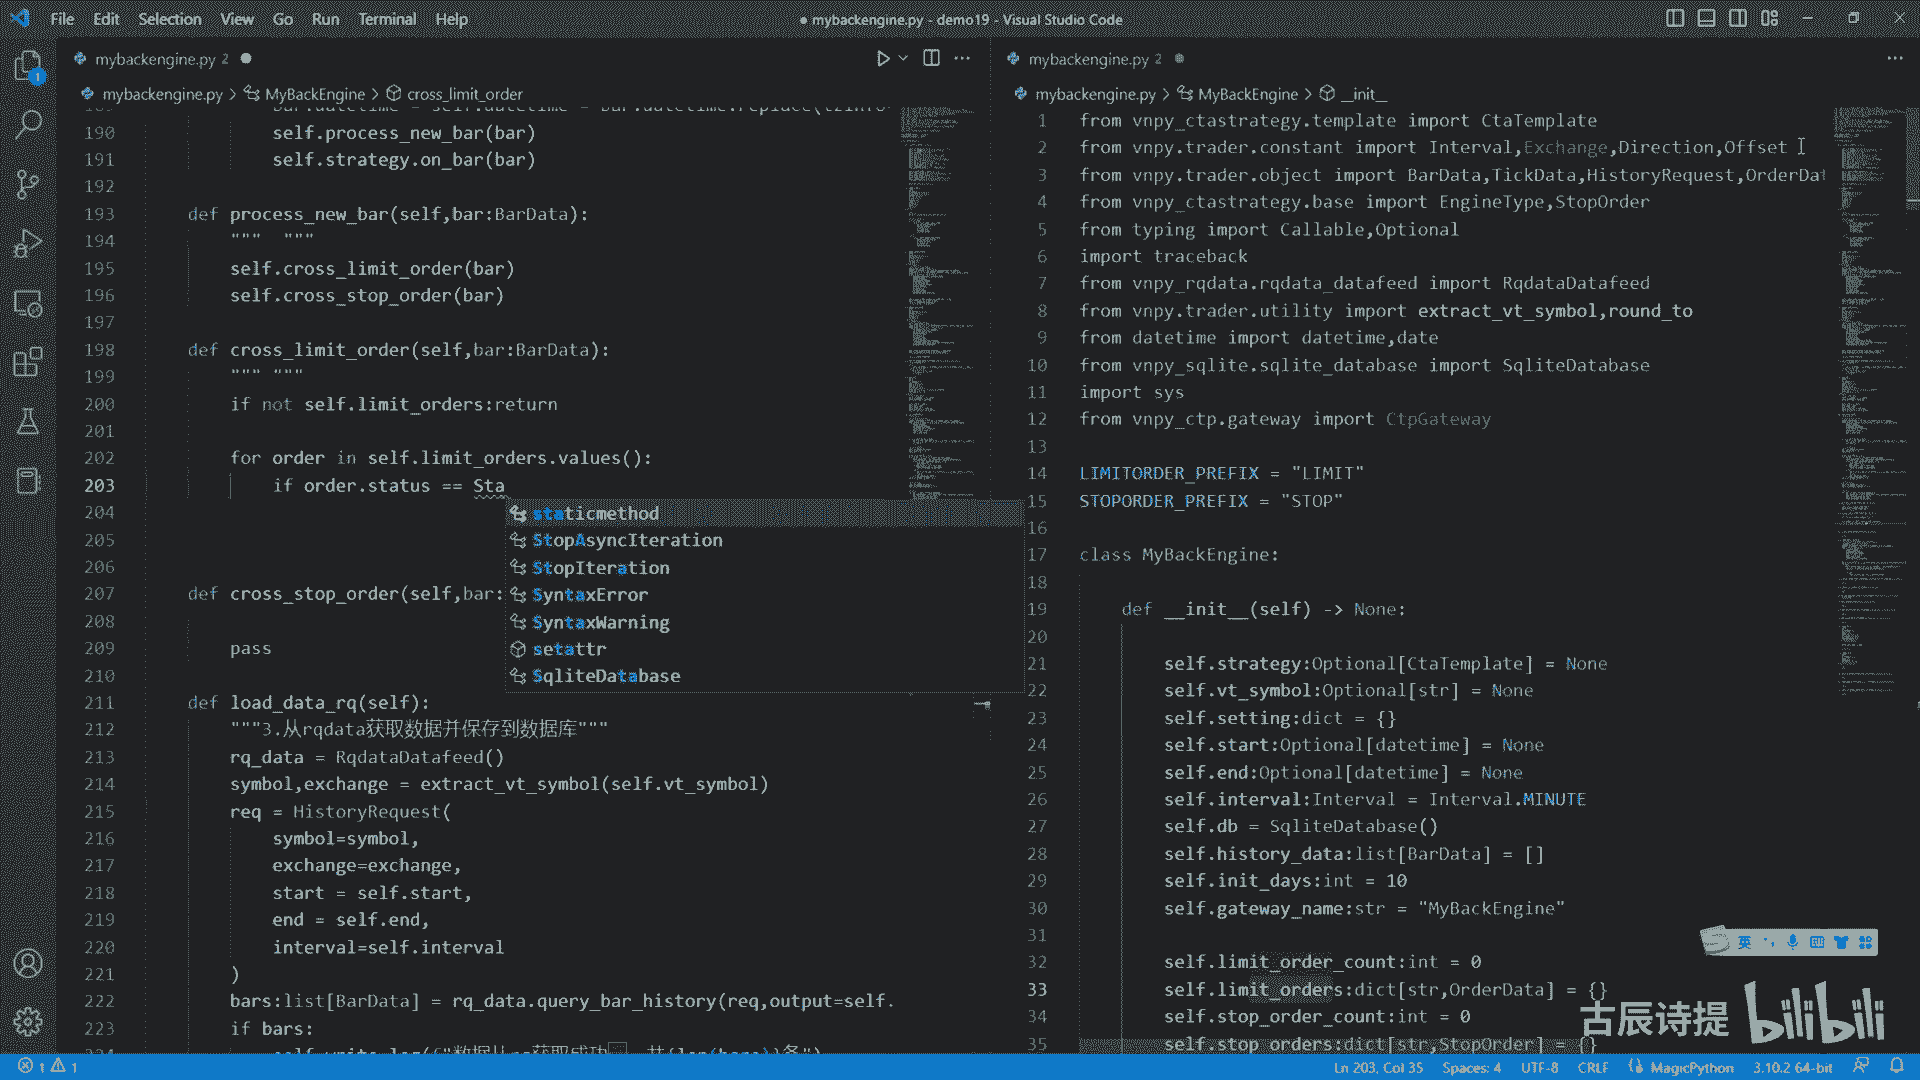 File Edit Selection View Go Run Terminal Help
● mybackengine.py - demo19 - Visual Studio Code
mybackengine.py 2
mybackengine.py > MyBackEngine > cross_limit_order
190 self.process_new_bar(bar)
191 self.strategy.on_bar(bar)
192
193 def process_new_bar(self,bar:BarData):
194 """ """
195 self.cross_limit_order(bar)
196 self.cross_stop_order(bar)
197
198 def cross_limit_order(self,bar:BarData):
199 """ """
200 if not self.limit_orders:return
201
202 for order in self.limit_orders.values():
203 if order.status == Sta
204
205
206
207 def cross_stop_order(self,bar:
208
209 pass
210
211 def load_data_rq(self):
212 """3.从rqdata获取数据并保存到数据库"""
213 rq_data = RqdataDatafeed()
214 symbol,exchange = extract_vt_symbol(self.vt_symbol)
215 req = HistoryRequest(
216 symbol=symbol,
217 exchange=exchange,
218 start = self.start,
219 end = self.end,
220 interval=self.interval
221 )
222 bars:list[BarData] = rq_data.query_bar_history(req,output=self.
223 if bars:
staticmethod
StopAsyncIteration
StopIteration
SyntaxError
SyntaxWarning
setattr
SqliteDatabase
mybackengine.py 2
mybackengine.py > MyBackEngine > __init__
1 from vnpy_ctastrategy.template import CtaTemplate
2 from vnpy.trader.constant import Interval,Exchange,Direction,Offset
3 from vnpy.trader.object import BarData,TickData,HistoryRequest,OrderDat
4 from vnpy_ctastrategy.base import EngineType,StopOrder
5 from typing import Callable,Optional
6 import traceback
7 from vnpy_rqdata.rqdata_datafeed import RqdataDatafeed
8 from vnpy.trader.utility import extract_vt_symbol,round_to
9 from datetime import datetime,date
10 from vnpy_sqlite.sqlite_database import SqliteDatabase
11 import sys
12 from vnpy_ctp.gateway import CtpGateway
13
14 LIMITORDER_PREFIX = "LIMIT"
15 STOPORDER_PREFIX = "STOP"
16
17 class MyBackEngine:
18
19 def __init__(self) -> None:
20
21 self.strategy:Optional[CtaTemplate] = None
22 self.vt_symbol:Optional[str] = None
23 self.setting:dict = {}
24 self.start:Optional[datetime] = None
25 self.end:Optional[datetime] = None
26 self.interval:Interval = Interval.MINUTE
27 self.db = SqliteDatabase()
28 self.history_data:list[BarData] = []
29 self.init_days:int = 10
30 self.gateway_name:str = "MyBackEngine"
31
32 self.limit_order_count:int = 0
33 self.limit_orders:dict[str,OrderData] = {}
34 self.stop_order_count:int = 0
35 self.stop_orders:dict[str,StopOrder] = {}
英
古辰诗提 bilibili
1 1
Ln 203, Col 35 Spaces: 4 UTF-8 CRLF MagicPython 3.10.2 64-bit